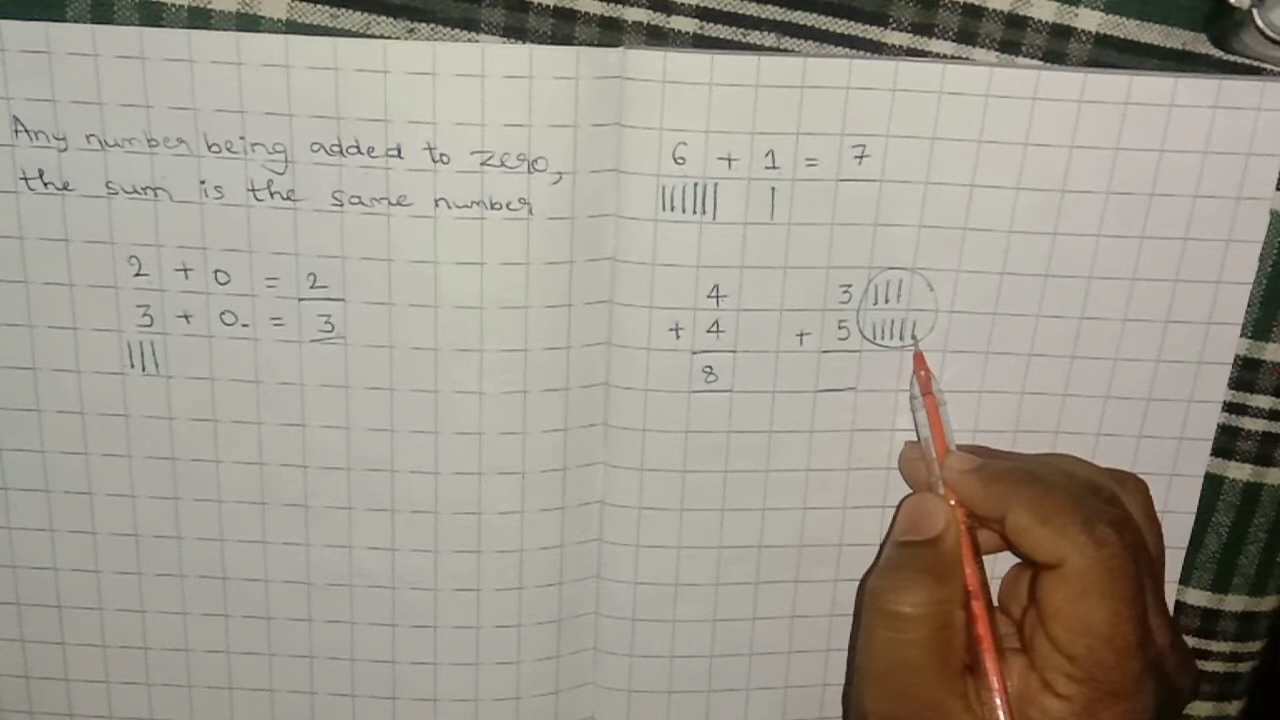 Any number being added to zero,
the sum is the same number
2 + 0 = 2
3 + 0. = 3
|||
6 + 1 = 7
|||||| |
4
+ 4
8
3 |||
+ 5 |||||